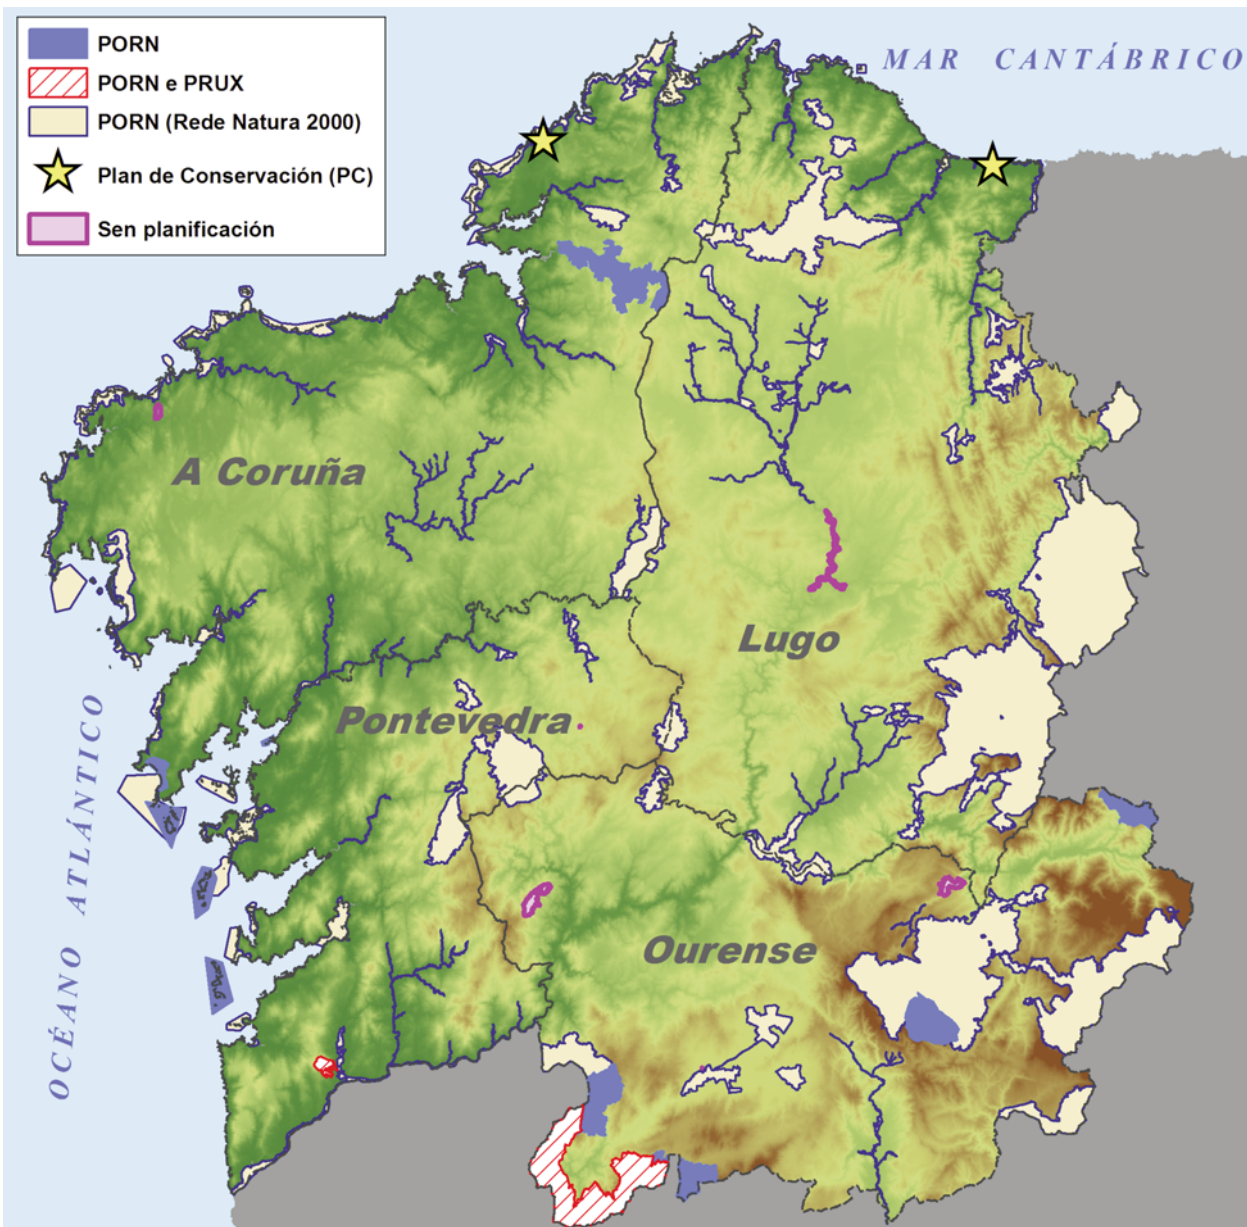 PORN
PORN e PRUX
PORN (Rede Natura 2000)
Plan de Conservación (PC)
Sen planificación
MAR CANTÁBRICO
A Coruña
Lugo
Pontevedra
OCÉANO ATLÁNTICO
Ourense